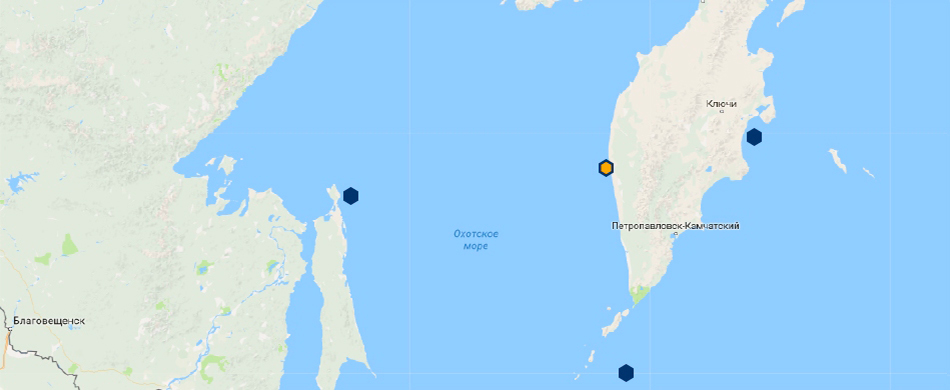 Ключи
Петропавловск-Камчатский
Охотское
море
Благовещенск